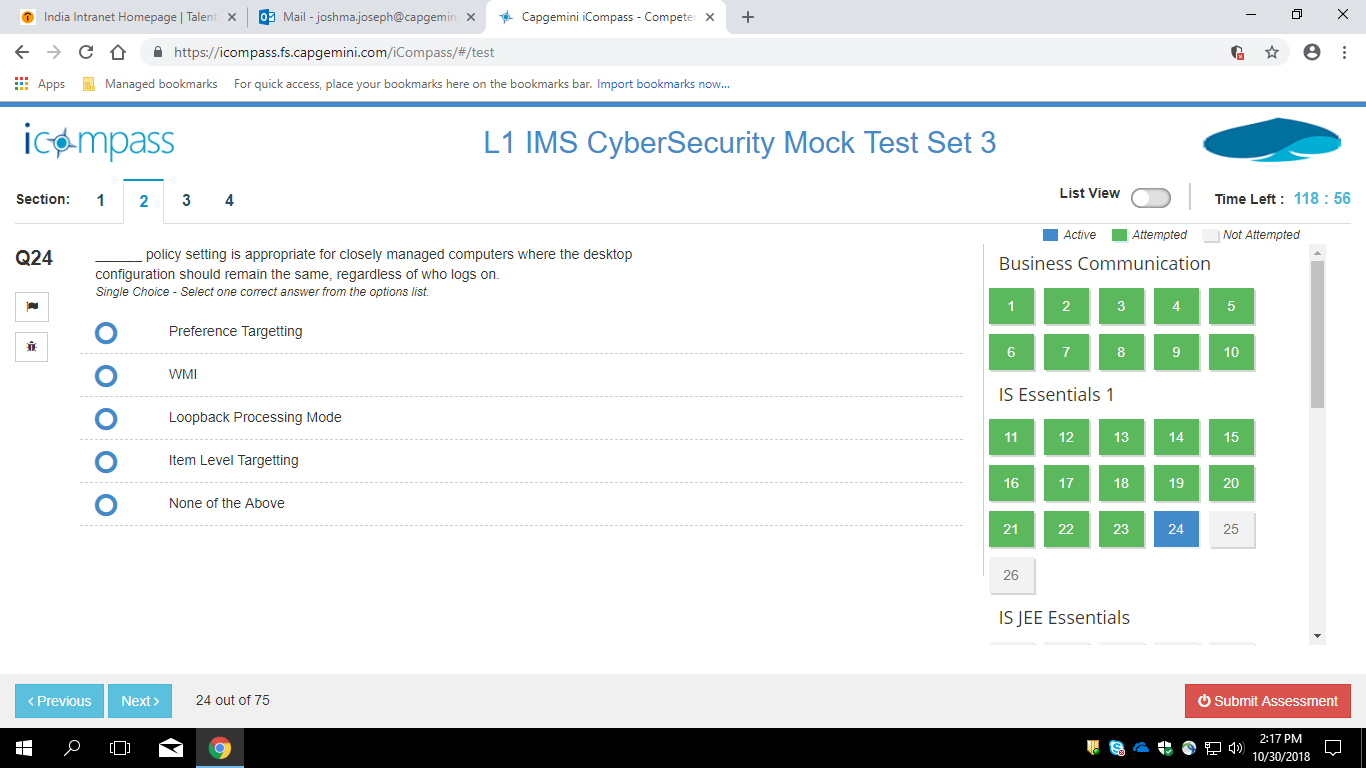 India Intranet Homepage | Talent
Mail - joshma.joseph@capgemin
Capgemini iCompass - Competen
https://icompass.fs.capgemini.com/iCompass/#/test
Apps
Managed bookmarks
For quick access, place your bookmarks here on the bookmarks bar. Import bookmarks now...
icompass
L1 IMS CyberSecurity Mock Test Set 3
Section: 1 2 3 4
List View
Time Left : 118 : 56
Active Attempted Not Attempted
Q24
______ policy setting is appropriate for closely managed computers where the desktop
configuration should remain the same, regardless of who logs on.
Single Choice - Select one correct answer from the options list.
Preference Targetting
WMI
Loopback Processing Mode
Item Level Targetting
None of the Above
Business Communication
1 2 3 4 5
6 7 8 9 10
IS Essentials 1
11 12 13 14 15
16 17 18 19 20
21 22 23 24 25
26
IS JEE Essentials
‹ Previous
Next ›
24 out of 75
Submit Assessment
2:17 PM
10/30/2018